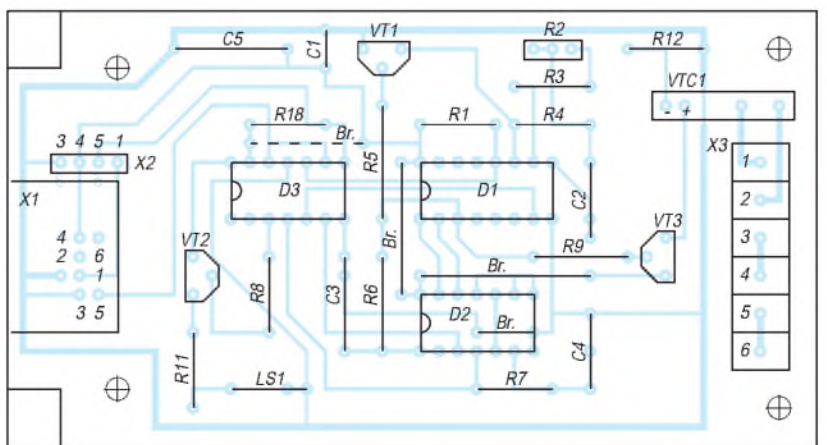 C5
C1
VT1
R2
R12
R3
VTC1
- +
R18
Br.
R5
R1
R4
X3
3 4 5 1
X2
1
X1
D3
D1
C2
2
VT2
Br.
VT3
3
4
2 6
1
3 5
R8
C3
R6
R9
Br.
4
D2
Br.
5
R11
C4
6
LS1
R7